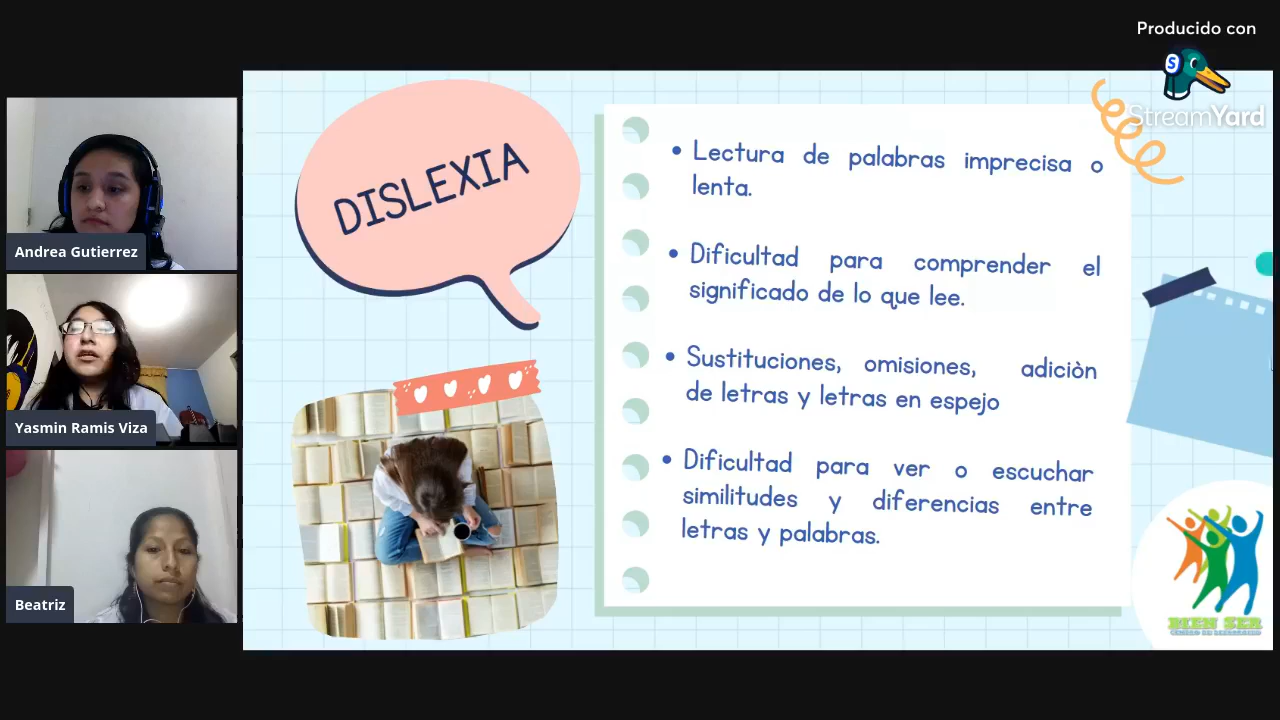 Producido con
StreamYard
DISLEXIA
• Lectura de palabras imprecisa o
lenta.
• Dificultad para comprender el
significado de lo que lee.
• Sustituciones, omisiones, adiciòn
de letras y letras en espejo
• Dificultad para ver o escuchar
similitudes y diferencias entre
letras y palabras.
Andrea Gutierrez
Yasmin Ramis Viza
Beatriz
BIEN SER